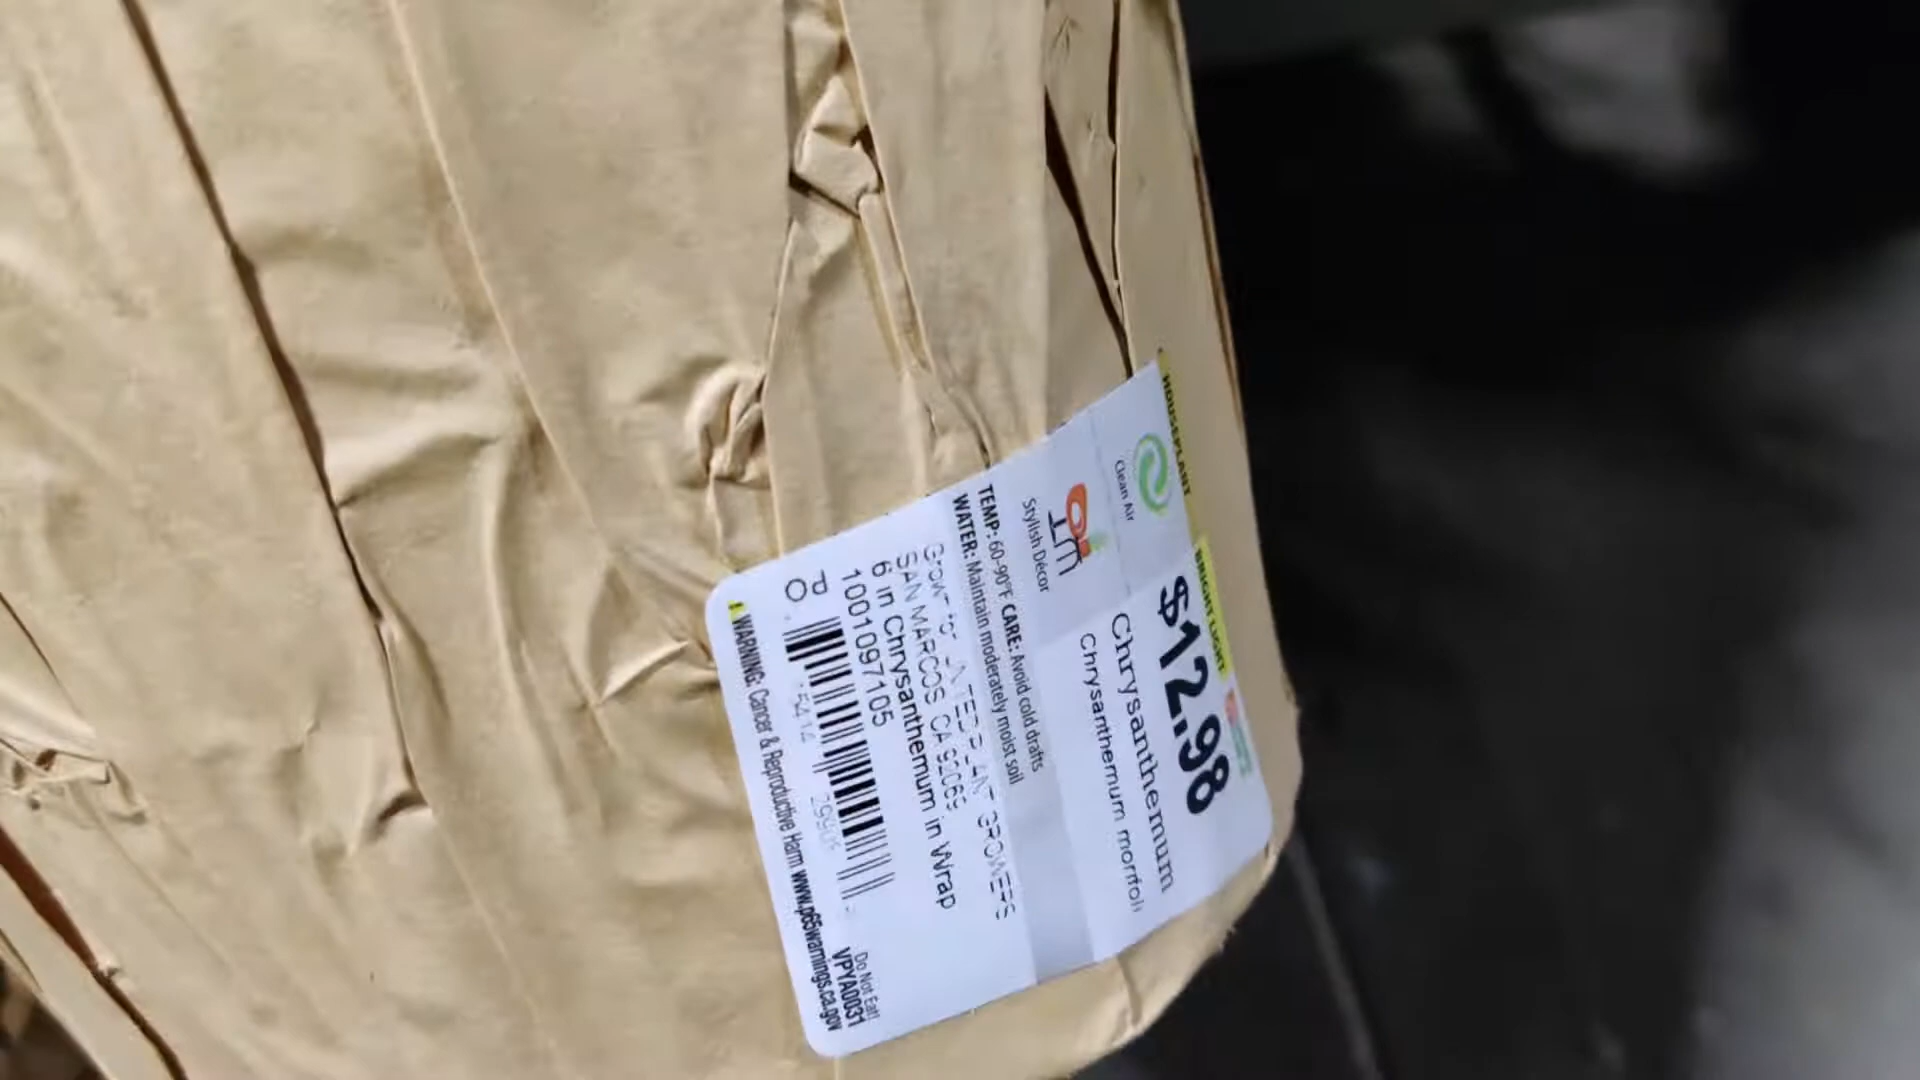 HOUSEPLANT
BRIGHT LIGHT
$12.98
Clean Air
Chrysanthemum
Chrysanthemum morifoli
Stylish Décor
TEMP: 60-90°F CARE: Avoid cold drafts
WATER: Maintain moderately moist soil
GROWERS
SAN MARCOS CA 92069
6 in Chrysanthemum in Wrap
1001097105
P
O
Do Not Eat!
VPYA0031
WARNING: Cancer & Reproductive Harm www.p65warnings.ca.gov